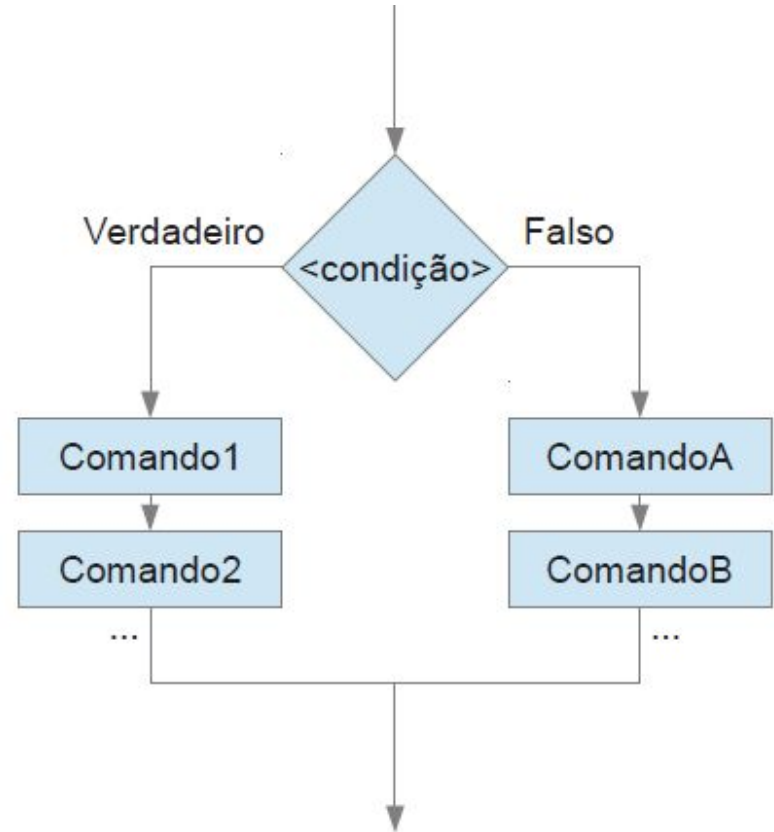 Verdadeiro
Falso
<condição>
Comando1
ComandoA
Comando2
ComandoB
...
...